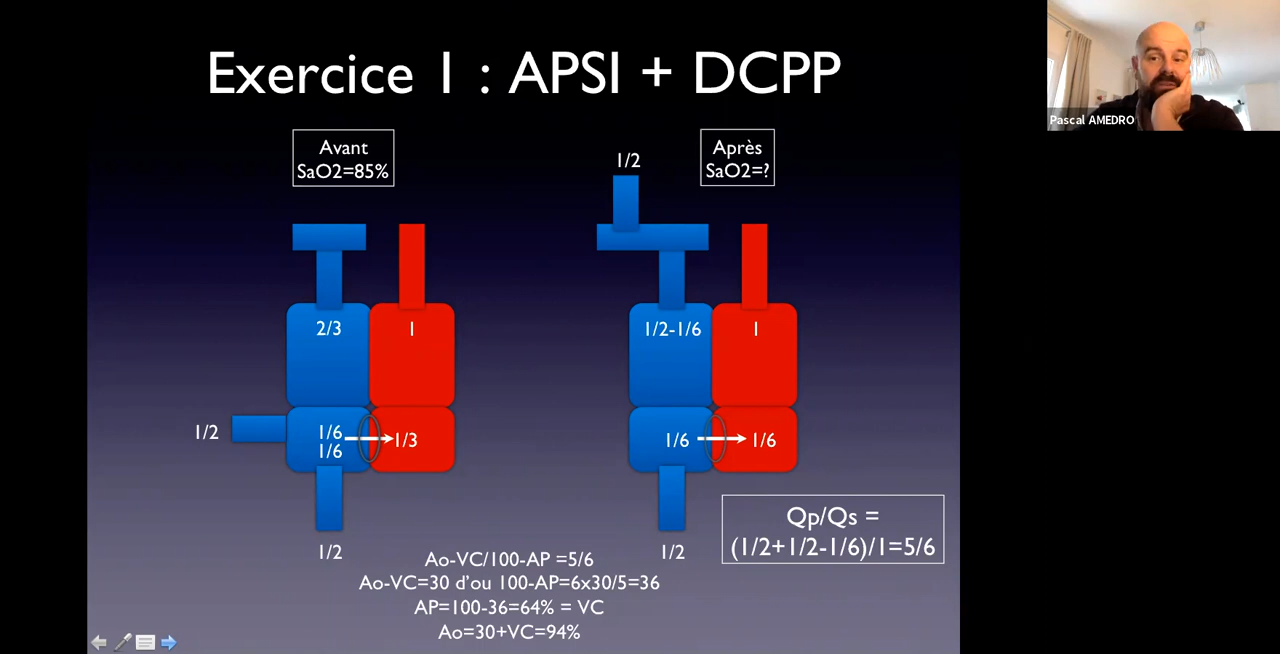 Exercice 1 : APSI + DCPP
Pascal AMEDRO
Avant
SaO2=85%
1/2
Après
SaO2=?
2/3
1
1/2-1/6
1
1/2
1/6
1/6
1/3
1/6
1/6
Qp/Qs =
(1/2+1/2-1/6)/1=5/6
1/2
1/2
Ao-VC/100-AP =5/6
Ao-VC=30 d'ou 100-AP=6x30/5=36
AP=100-36=64% = VC
Ao=30+VC=94%